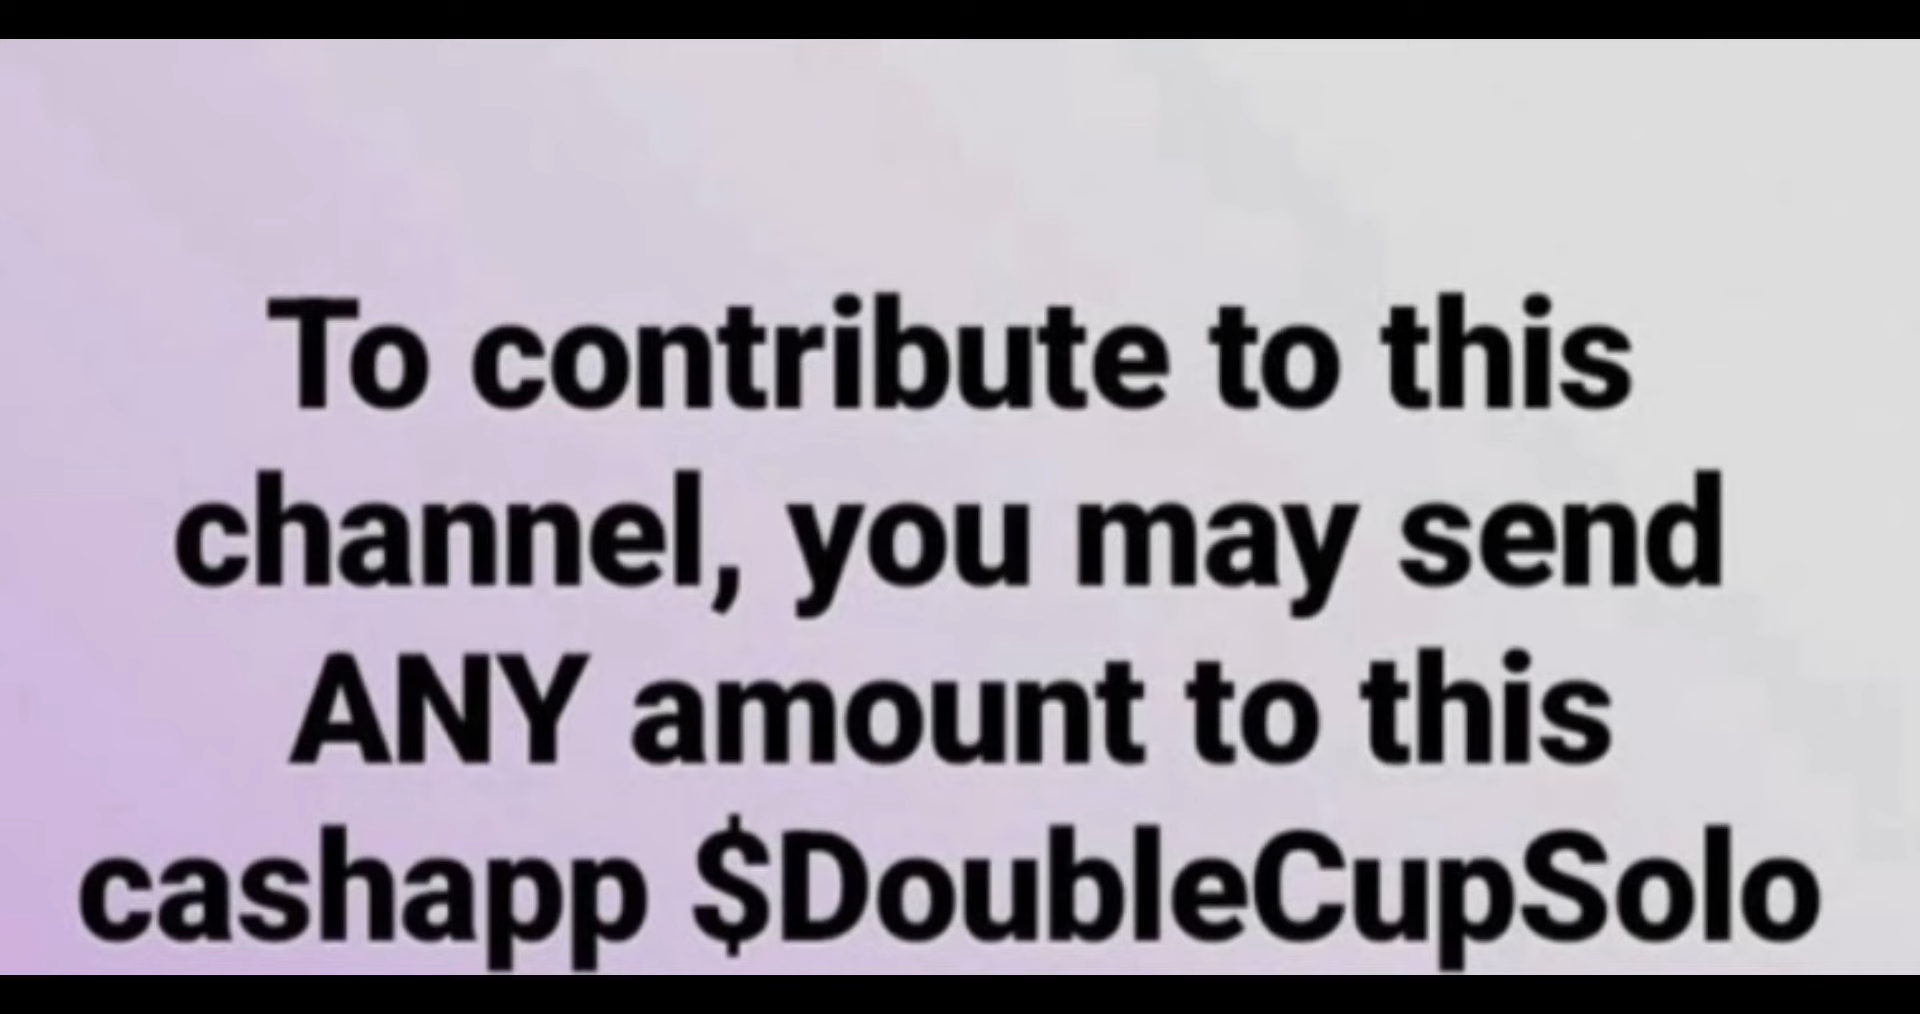 To contribute to this
channel, you may send
ANY amount to this
cashapp $DoubleCupSolo